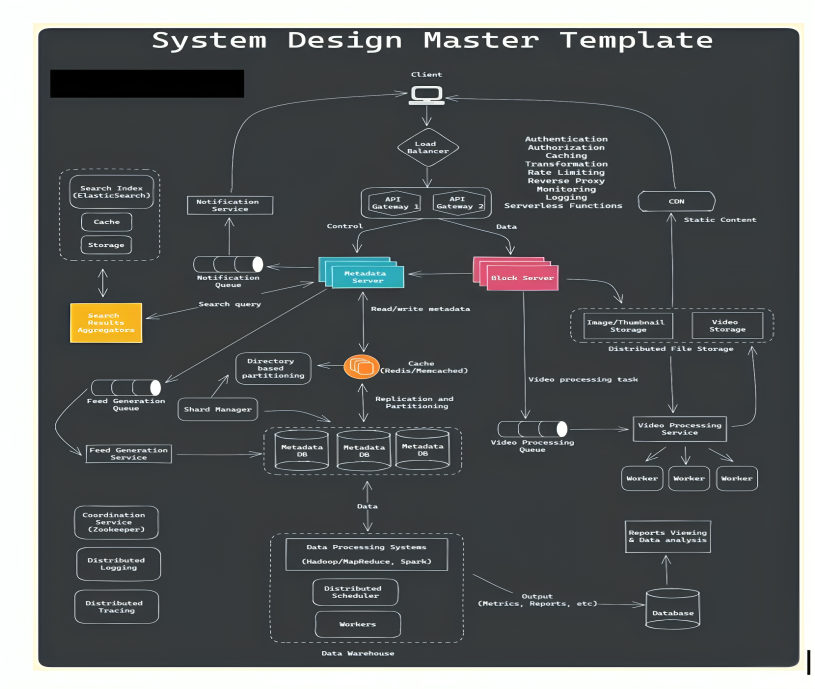 System Design Master Template
Client
Load
Balancer
Authentication
Authorization
Caching
Transformation
Rate Limiting
Reverse Proxy
Monitoring
Logging
Serverless Functions
Search Index
(ElasticSearch)
Cache
Storage
Notification
Service
API
Gateway 1
API
Gateway 2
CDN
Static Content
Control
Data
Notification
Queue
Metadata
Server
Block Server
Search query
Search
Results
Aggregators
Read/write metadata
Image/Thumbnail
Storage
Video
Storage
Distributed File Storage
Directory
based
partitioning
Cache
(Redis/Memcached)
Video processing task
Feed Generation
Queue
Shard Manager
Replication and
Partitioning
Video Processing
Queue
Video Processing
Service
Feed Generation
Service
Metadata
DB
Metadata
DB
Metadata
DB
Worker
Worker
Worker
Data
Coordination
Service
(Zookeeper)
Distributed
Logging
Distributed
Tracing
Data Processing Systems
(Hadoop/MapReduce, Spark)
Distributed
Scheduler
Workers
Data Warehouse
Output
(Metrics, Reports, etc)
Reports Viewing
& Data analysis
Database